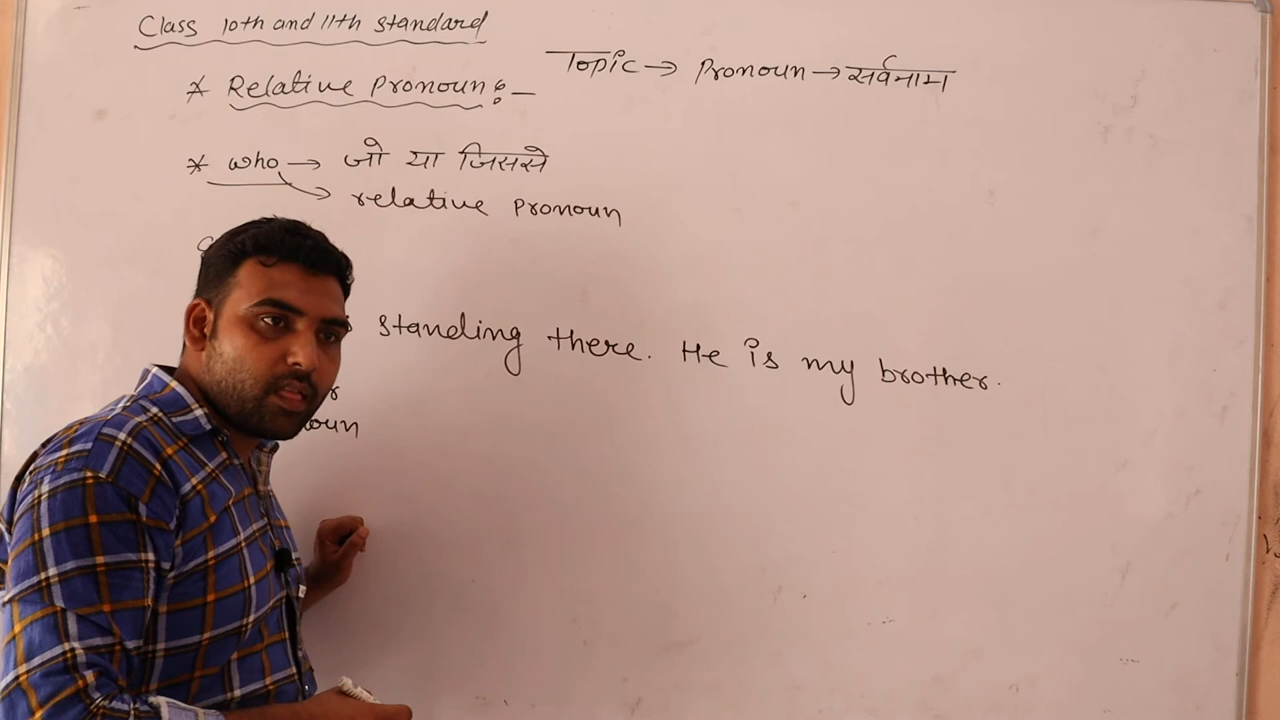 Class 10th and 11th standard
Topic → Pronoun → सर्वनाम
* Relative Pronoun :-
* who → जो या जिससे
→ relative pronoun
standing there. He is my brother.